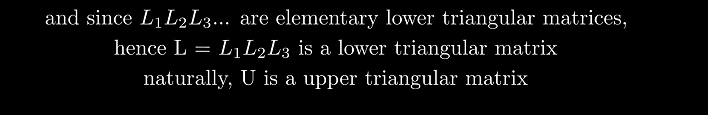 and since L₁L₂L₃... are elementary lower triangular matrices,
hence L = L₁L₂L₃ is a lower triangular matrix
naturally, U is a upper triangular matrix